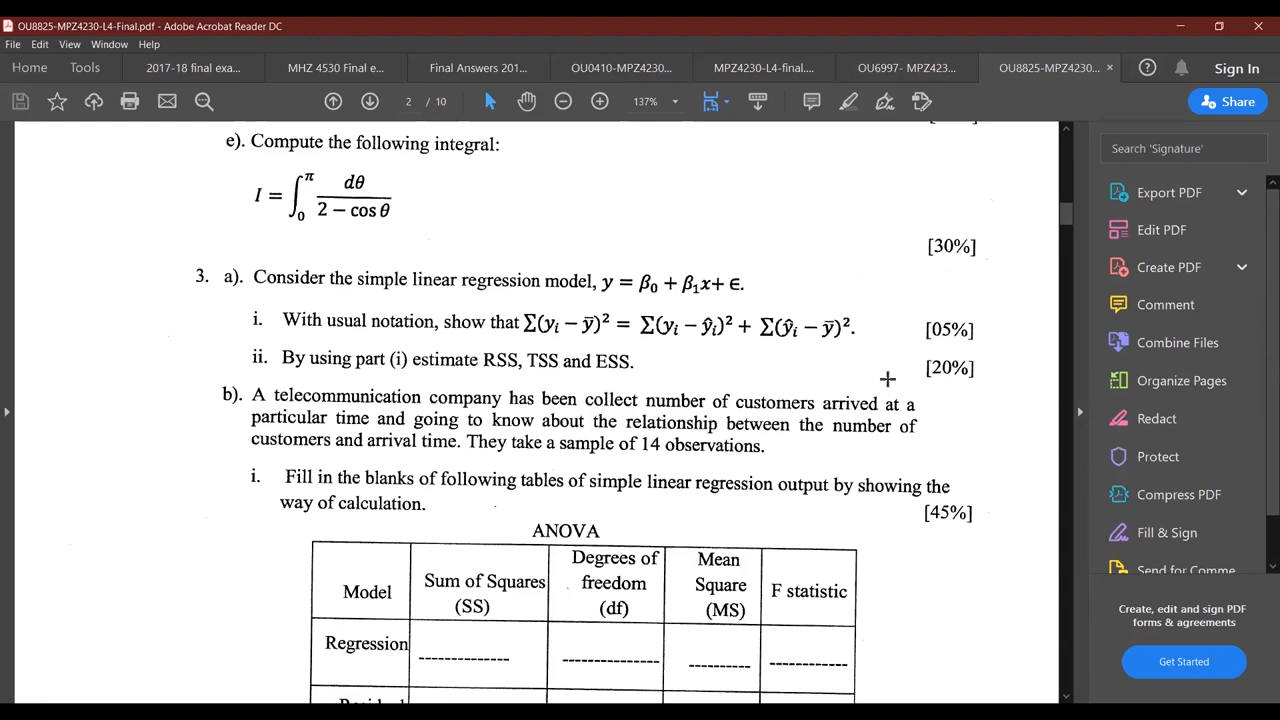 OU8825-MPZ4230-L4-Final.pdf - Adobe Acrobat Reader DC
File Edit View Window Help
Home Tools 2017-18 final exa... MHZ 4530 Final e... Final Answers 201... OU0410-MPZ4230... MPZ4230-L4-final.... OU6997- MPZ423... OU8825-MPZ4230... × Sign In
2 / 10 137% Share
e). Compute the following integral:
I = ∫₀^π dθ / (2 − cos θ)
[30%]
3. a). Consider the simple linear regression model, y = β₀ + β₁x + ϵ.
i. With usual notation, show that ∑(yᵢ − ȳ)² = ∑(yᵢ − ŷᵢ)² + ∑(ŷᵢ − ȳ)². [05%]
ii. By using part (i) estimate RSS, TSS and ESS. [20%]
b). A telecommunication company has been collect number of customers arrived at a
particular time and going to know about the relationship between the number of
customers and arrival time. They take a sample of 14 observations.
i. Fill in the blanks of following tables of simple linear regression output by showing the
way of calculation. [45%]
ANOVA
Model Sum of Squares (SS) Degrees of freedom (df) Mean Square (MS) F statistic
Regression -------------- --------------- ---------- ------------
Search 'Signature'
Export PDF
Edit PDF
Create PDF
Comment
Combine Files
Organize Pages
Redact
Protect
Compress PDF
Fill & Sign
Send for Comme
Create, edit and sign PDF
forms & agreements
Get Started